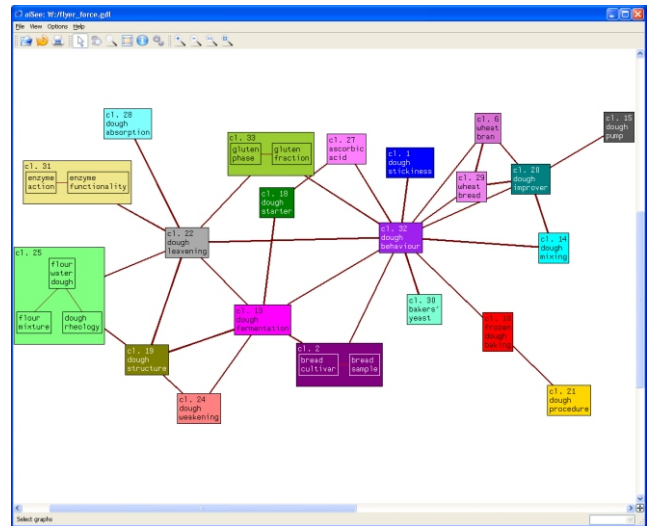 aiSee: W:/flyer_force.gdl
File View Options Help
cl. 28
dough
absorption
cl. 33
gluten
phase
gluten
fraction
cl. 27
ascorbic
acid
cl. 6
wheat
bran
cl. 15
dough
pump
cl. 31
enzyme
action
enzyme
functionality
cl. 1
dough
stickiness
cl. 29
wheat
bread
cl. 20
dough
improver
cl. 18
dough
starter
cl. 22
dough
leavening
cl. 32
dough
behaviour
cl. 14
dough
mixing
cl. 25
flour
water
dough
flour
mixture
dough
rheology
cl. 30
bakers'
yeast
dough
fermentation
frozen
dough
baking
cl. 19
dough
structure
cl. 2
bread
cultivar
bread
sample
cl. 24
dough
weakening
cl. 21
dough
procedure
Select graphs